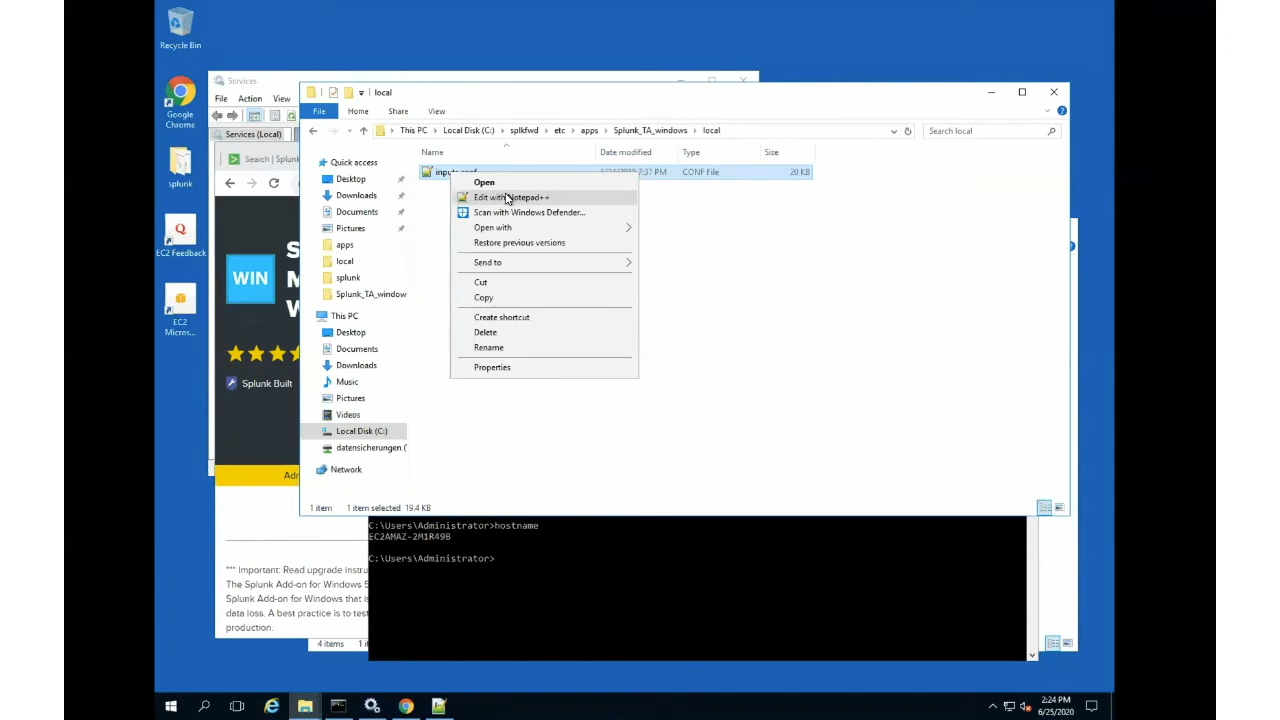 Recycle Bin
Google
Chrome
splunk
EC2 Feedback
EC2
Micros...
Services
File Action View
Services (Local)
Search | Splunk
WIN
Splunk Built
*** Important: Read upgrade instru
The Splunk Add-on for Windows
Splunk Add-on for Windows that is
data loss. A best practice is to test
production.
4 items
local
File Home Share View
This PC > Local Disk (C:) > splkfwd > etc > apps > Splunk_TA_windows > local
Search local
Name Date modified Type Size
CONF File 20 KB
Quick access
Desktop
Downloads
Documents
Pictures
apps
local
splunk
Splunk_TA_window
This PC
Desktop
Documents
Downloads
Music
Pictures
Videos
Local Disk (C:)
datensicherungen (
Network
1 item 1 item selected 19.4 KB
Open
Edit with Notepad++
Scan with Windows Defender...
Open with
Restore previous versions
Send to
Cut
Copy
Create shortcut
Delete
Rename
Properties
C:\Users\Administrator>hostname
EC2AMAZ-2M1R49B
C:\Users\Administrator>
2:24 PM
6/25/2020